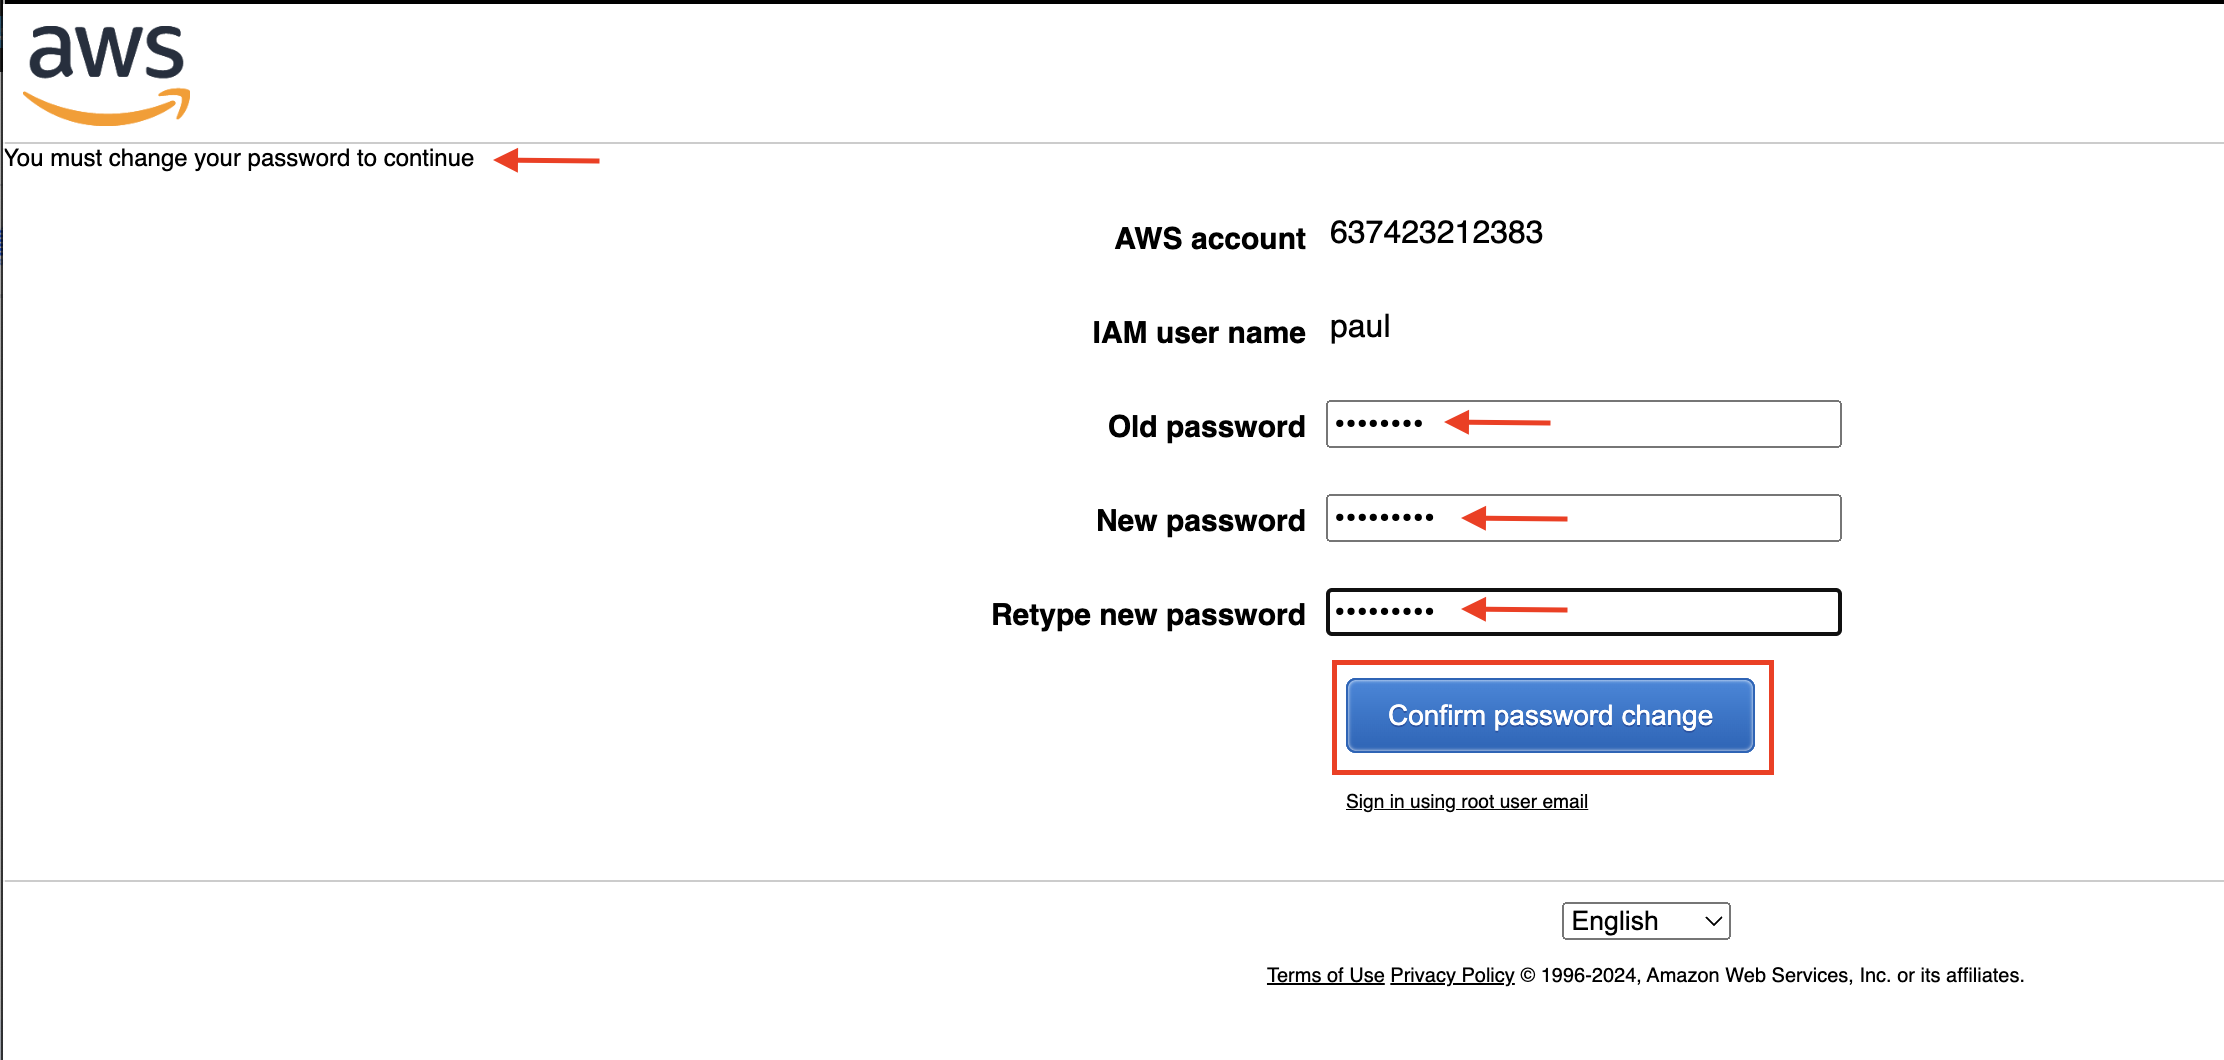 aws
You must change your password to continue
AWS account 637423212383
IAM user name paul
Old password ••••••••
New password •••••••••
Retype new password •••••••••
Confirm password change
Sign in using root user email
English
Terms of Use Privacy Policy © 1996-2024, Amazon Web Services, Inc. or its affiliates.